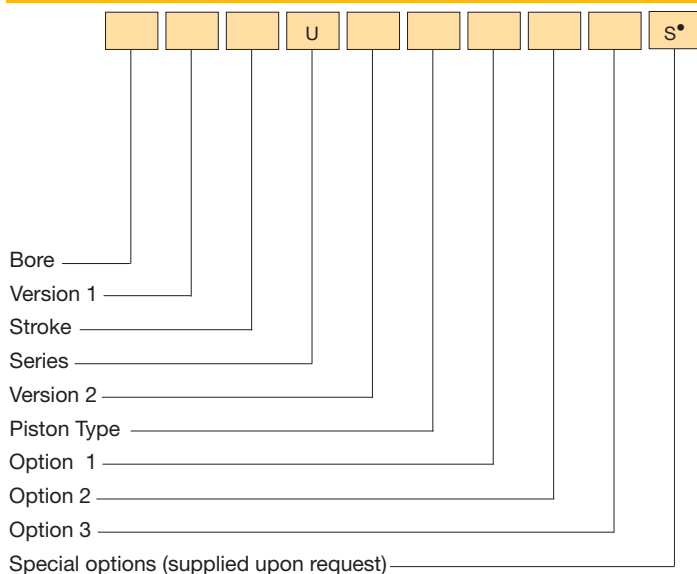 U S•
Bore
Version 1
Stroke
Series
Version 2
Piston Type
Option 1
Option 2
Option 3
Special options (supplied upon request)